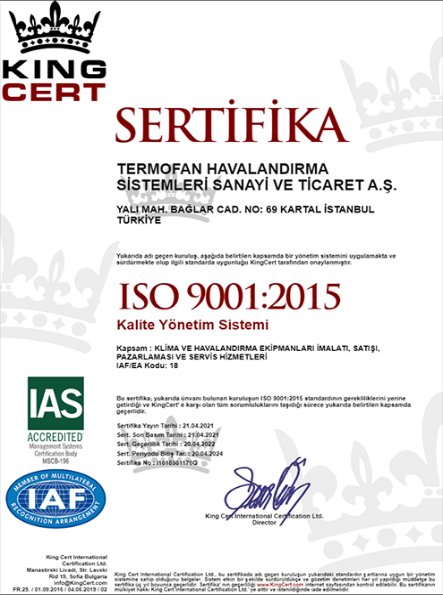 KING
CERT
SERTİFİKA
TERMOFAN HAVALANDIRMA
SİSTEMLERİ SANAYİ VE TİCARET A.Ş.
YALI MAH. BAĞLAR CAD. NO: 69 KARTAL İSTANBUL
TÜRKİYE
Yukarıda adı geçen kuruluş, aşağıda belirtilen kapsamda bir yönetim sistemini uygulamakta ve
sürdürmekte olup ilgili standarda uygunluğu KingCert tarafından onaylanmıştır.
ISO 9001:2015
Kalite Yönetim Sistemi
Kapsam : KLİMA VE HAVALANDIRMA EKİPMANLARI İMALATI, SATIŞI,
PAZARLAMASI VE SERVİS HİZMETLERİ
IAF/EA Kodu: 18
IAS
ACCREDITED
Management Systems
Certification Body
MSCB-196
Bu sertifika, yukarıda ünvanı bulunan kuruluşun ISO 9001:2015 standardının gerekliliklerini yerine
getirdiği ve KingCert' e karşı olan tüm sorumluluklarını taşıdığı sürece yukarıda belirtilen kapsamda
geçerlidir.
Sertifika Yayın Tarihi : 21.04.2021
Sert. Son Basım Tarihi : 21.04.2021
Sert. Geçerlilik Tarihi : 20.04.2022
Sert. Periyodu Bitiş Tar. : 20.04.2024
Sertifika No :
MEMBER OF MULTILATERAL
IAF
RECOGNITION ARRANGEMENT
King Cert International Certification Ltd.
Director
King Cert International
Certification Ltd.
Manastirski Livadi, Str. Lavski
Rid 19, Sofia Bulgaria
info@KingCert.com
FR.25. / 01.09.2016 / 04.06.2019 / 02
King Cert International Certification Ltd., bu sertifikada adı geçen kuruluşun yukarıdaki standardın şartlarına uygun bir yönetim
sistemine sahip olduğunu belgeler. Sistem etkin bir şekilde sürdürüldükçe ve gözetim denetimleri her yıl yapıldığı müddetçe bu
sertifika üç yıl boyunca geçerlidir. Sertifika' nın geçerliliği www.KingCert.com internet sayfasından kontrol edilebilir. Bu sertifikanın
mülkiyet hakkı King Cert International Certification Ltd.' ye aittir ve istenildiğinde iade edilmelidir.